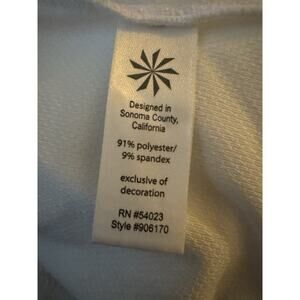 Designed in
Sonoma County,
California
91% polyester/
9% spandex
exclusive of
decoration
RN #54023
Style #906170